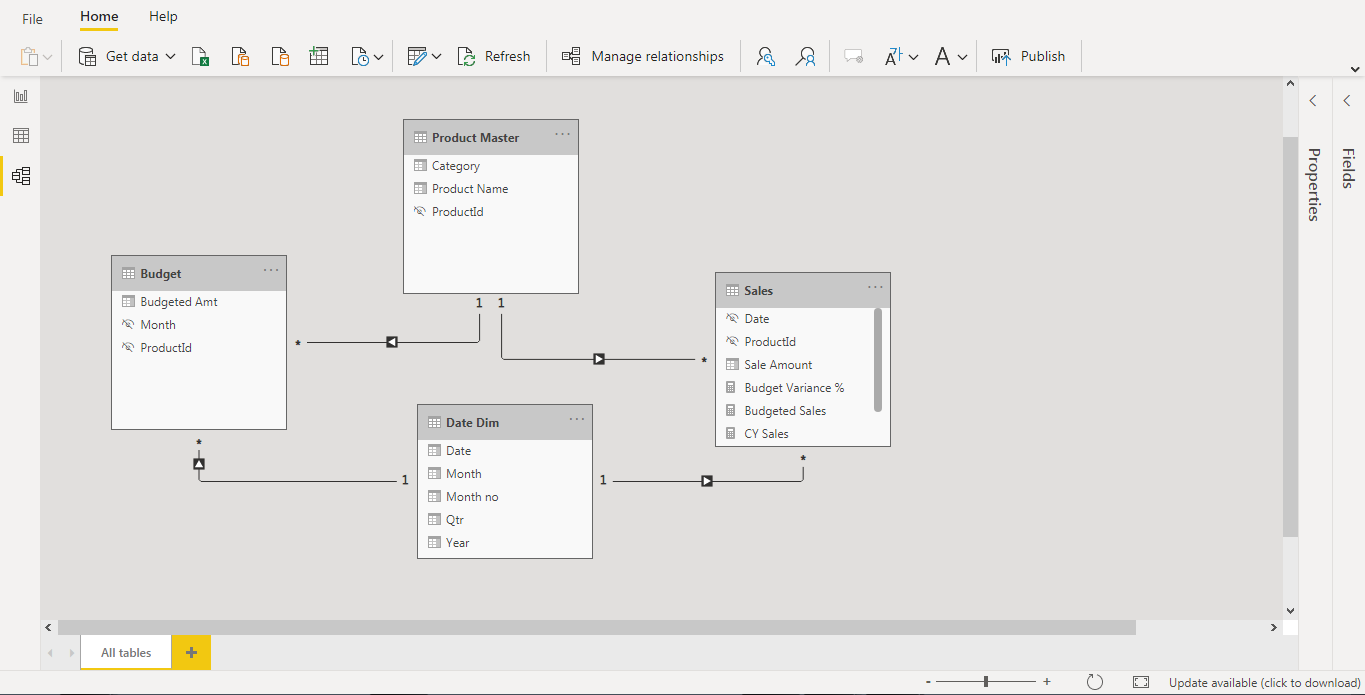 File Home Help
Get data Refresh Manage relationships Publish
Product Master
Category
Product Name
ProductId
Budget
Budgeted Amt
Month
ProductId
1 1
*
*
Sales
Date
ProductId
Sale Amount
Budget Variance %
Budgeted Sales
CY Sales
Date Dim
Date
Month
Month no
Qtr
Year
*
1
1
*
Properties
Fields
All tables +
- +
Update available (click to download)